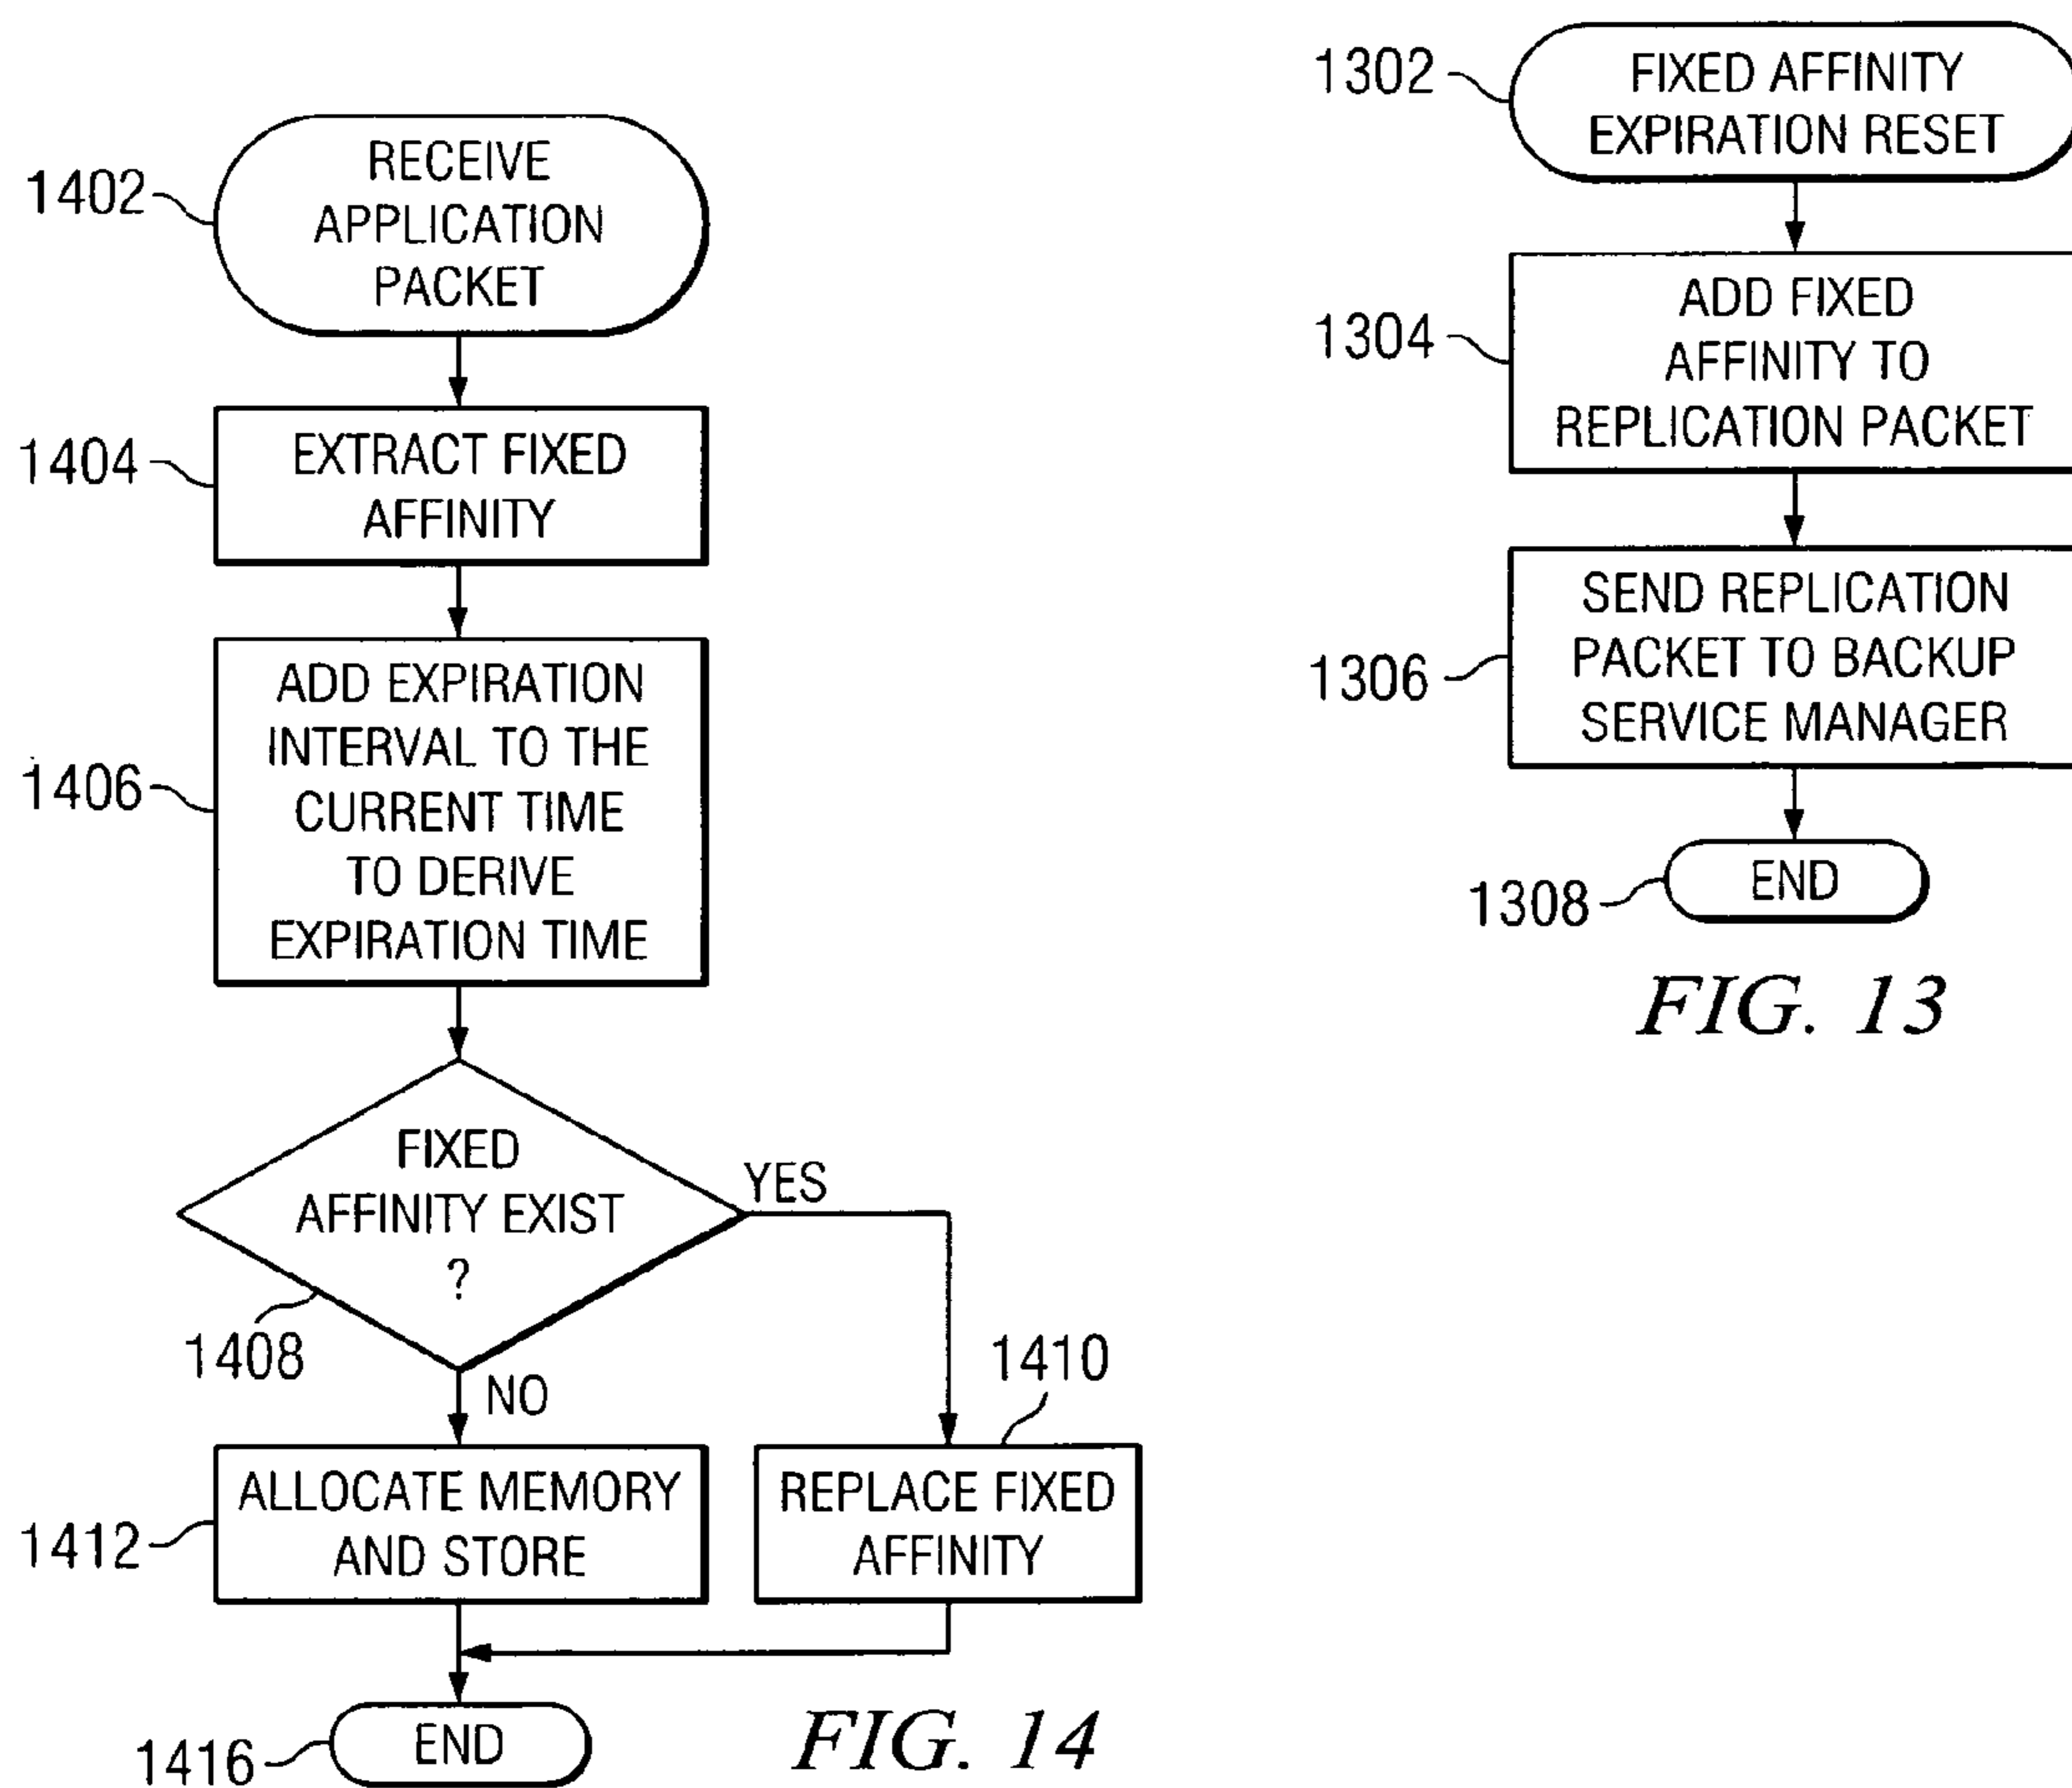 1402
RECEIVE
APPLICATION
PACKET
1404
EXTRACT FIXED
AFFINITY
1406
ADD EXPIRATION
INTERVAL TO THE
CURRENT TIME
TO DERIVE
EXPIRATION TIME
FIXED
AFFINITY EXIST
?
YES
1408
NO
1410
1412
ALLOCATE MEMORY
AND STORE
REPLACE FIXED
AFFINITY
1416
END
FIG. 14
1302
FIXED AFFINITY
EXPIRATION RESET
1304
ADD FIXED
AFFINITY TO
REPLICATION PACKET
1306
SEND REPLICATION
PACKET TO BACKUP
SERVICE MANAGER
1308
END
FIG. 13